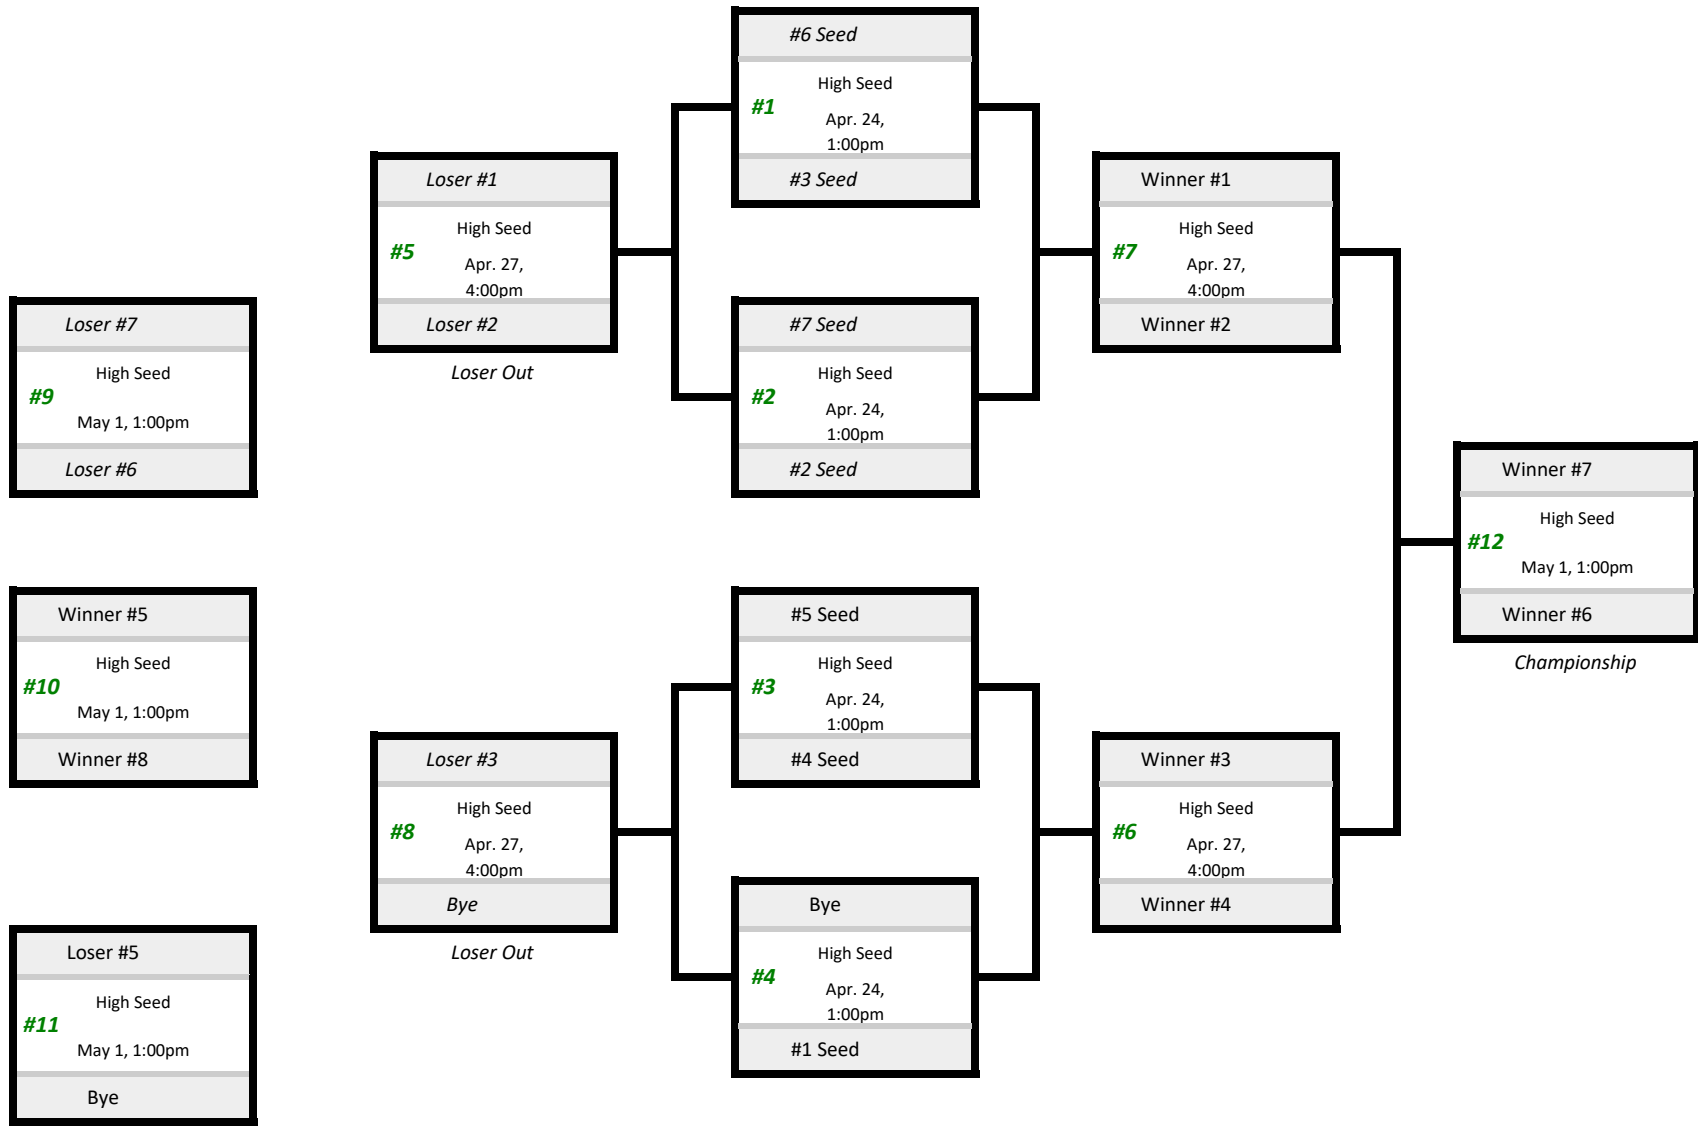 #6 Seed
High Seed
#1
Apr. 24,
1:00pm
#3 Seed
Loser #1
High Seed
#5
Apr. 27,
4:00pm
Loser #2
Loser Out
Winner #1
High Seed
#7
Apr. 27,
4:00pm
Winner #2
Loser #7
High Seed
#9
May 1, 1:00pm
Loser #6
#7 Seed
High Seed
#2
Apr. 24,
1:00pm
#2 Seed
Winner #7
High Seed
#12
May 1, 1:00pm
Winner #6
Championship
Winner #5
High Seed
#10
May 1, 1:00pm
Winner #8
#5 Seed
High Seed
#3
Apr. 24,
1:00pm
#4 Seed
Loser #3
High Seed
#8
Apr. 27,
4:00pm
Bye
Loser Out
Winner #3
High Seed
#6
Apr. 27,
4:00pm
Winner #4
Bye
High Seed
#4
Apr. 24,
1:00pm
#1 Seed
Loser #5
High Seed
#11
May 1, 1:00pm
Bye